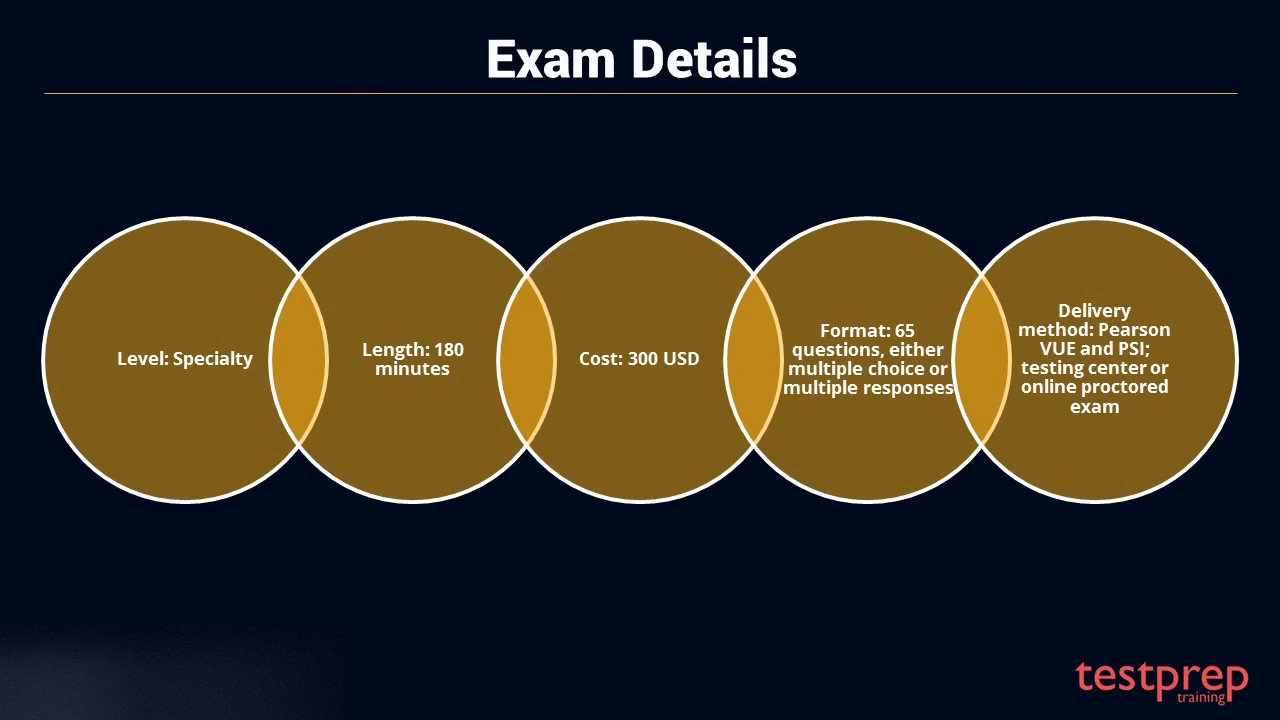 Exam Details
Level: Specialty
Length: 180
minutes
Cost: 300 USD
Format: 65
questions, either
multiple choice or
multiple responses
Delivery
method: Pearson
VUE and PSI;
testing center or
online proctored
exam
testprep
training